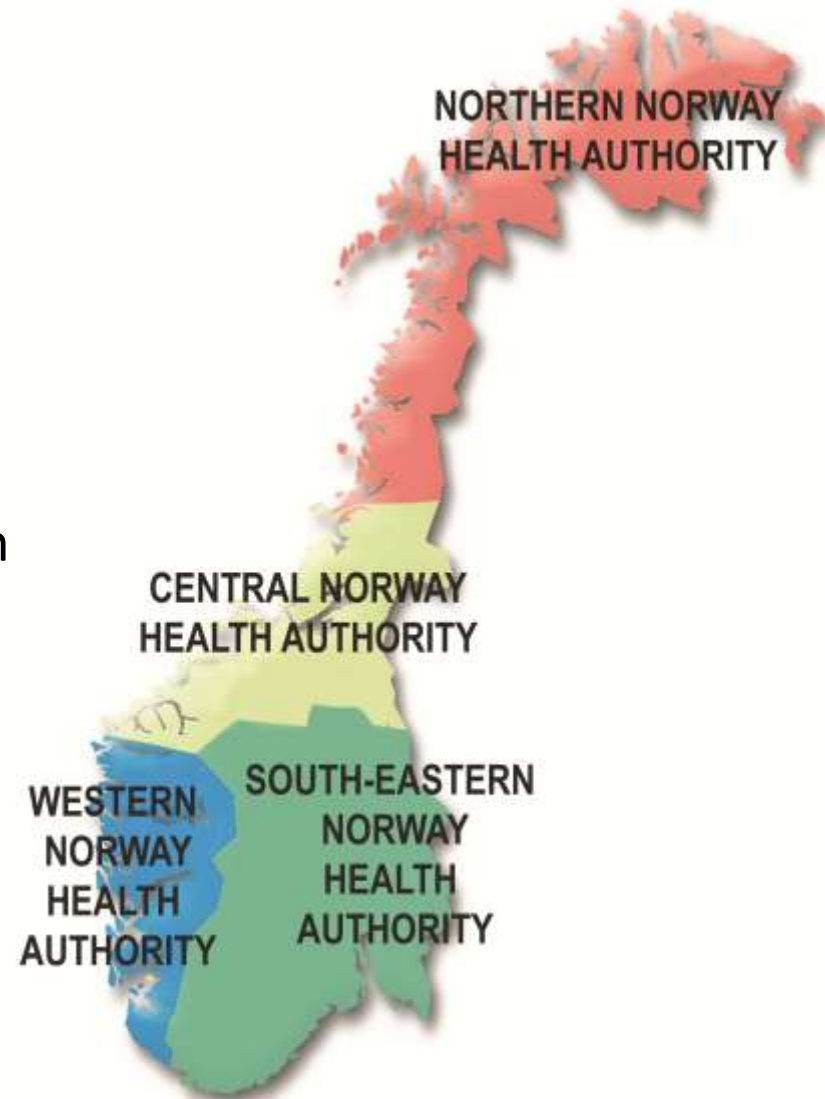 NORTHERN NORWAY
HEALTH AUTHORITY
n
CENTRAL NORWAY
HEALTH AUTHORITY
WESTERN
NORWAY
HEALTH
AUTHORITY
SOUTH-EASTERN
NORWAY
HEALTH
AUTHORITY